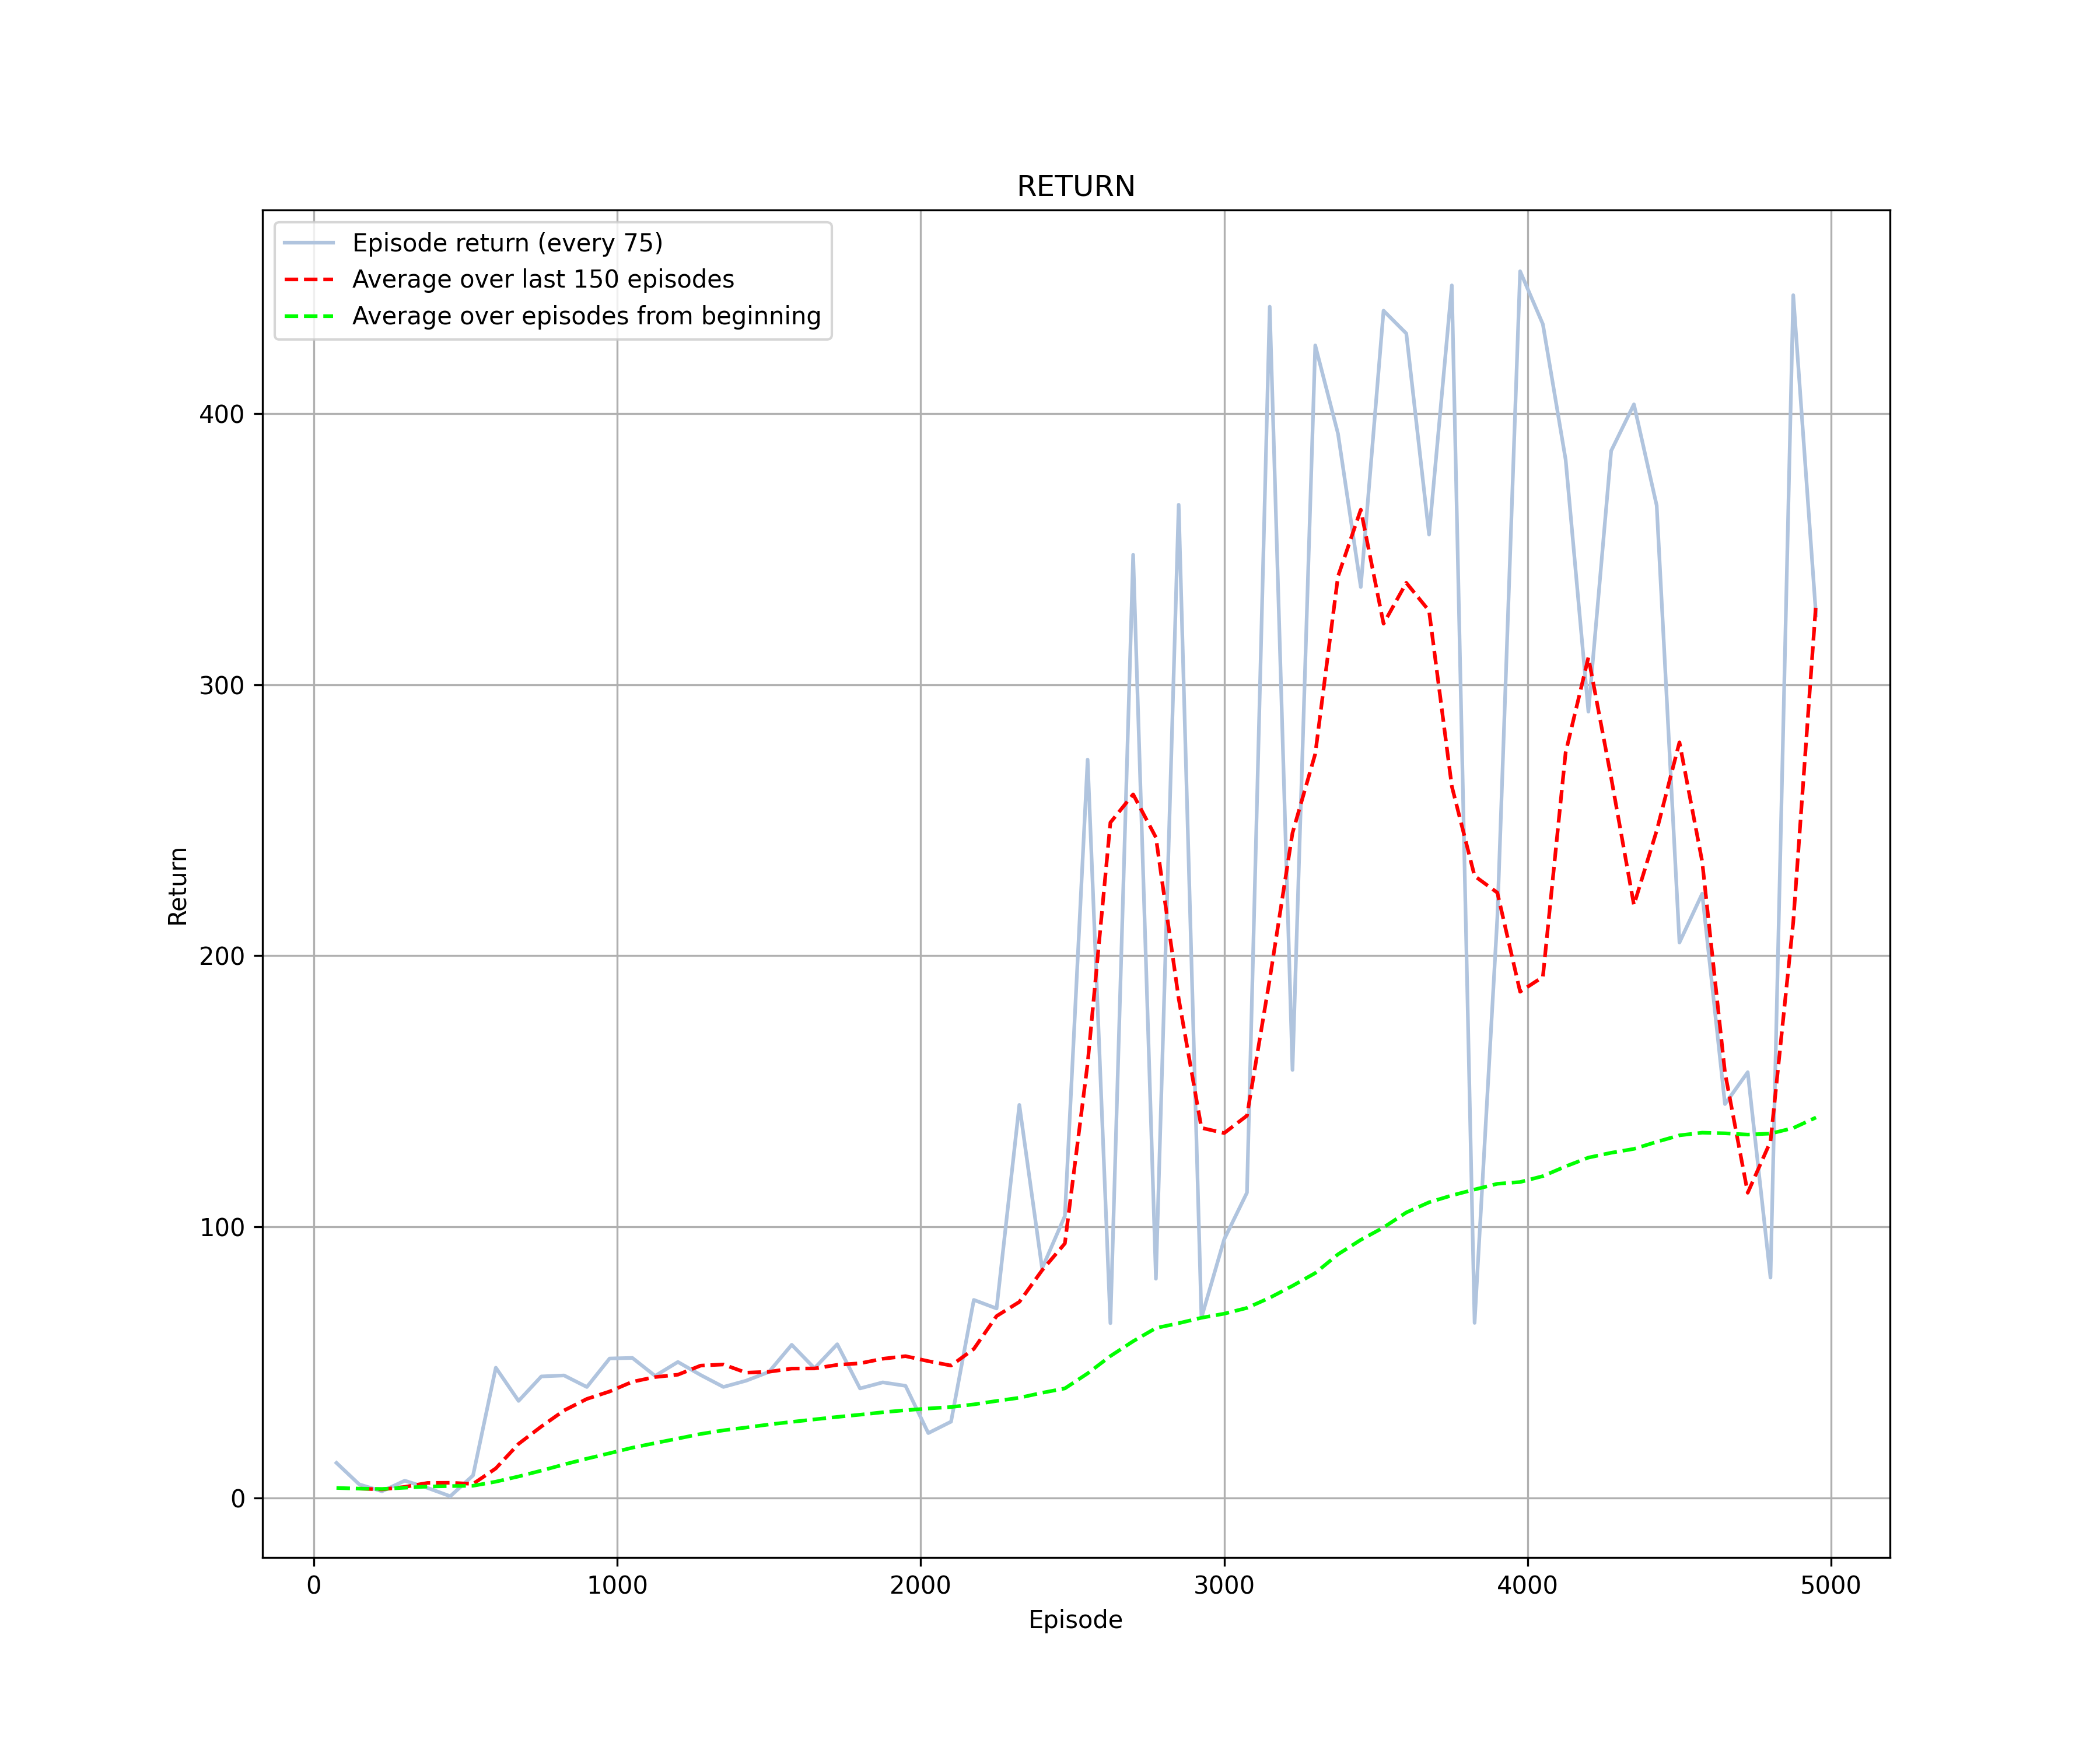 RETURN
Episode return (every 75)
Average over last 150 episodes
Average over episodes from beginning
400
300
200
100
0
Return
0 1000 2000 3000 4000 5000
Episode